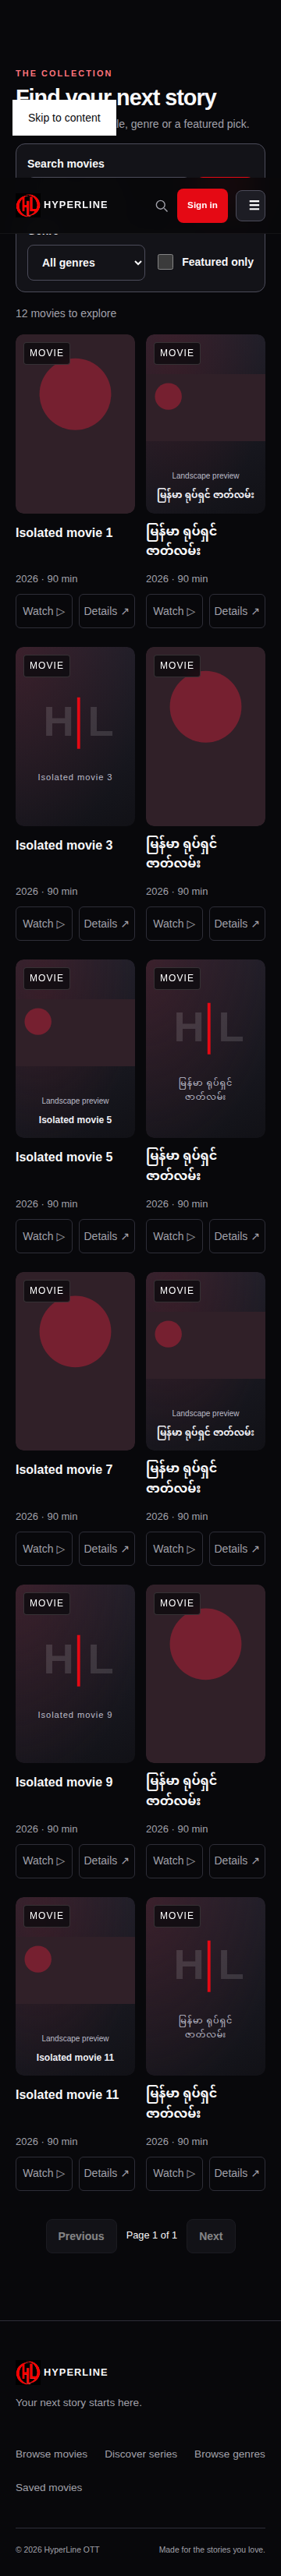 THE COLLECTION
Find your next story
Skip to content
le, genre or a featured pick.
Search movies
HYPERLINE
Sign in
All genres
Featured only
12 movies to explore
MOVIE
MOVIE
Landscape preview
မြန်မာ ရုပ်ရှင် ဇာတ်လမ်း
Isolated movie 1
မြန်မာ ရုပ်ရှင်
ဇာတ်လမ်း
2026 · 90 min
2026 · 90 min
Watch ▷
Details ↗
Watch ▷
Details ↗
MOVIE
MOVIE
H|L
Isolated movie 3
Isolated movie 3
မြန်မာ ရုပ်ရှင်
ဇာတ်လမ်း
2026 · 90 min
2026 · 90 min
Watch ▷
Details ↗
Watch ▷
Details ↗
MOVIE
MOVIE
H|L
Landscape preview
Isolated movie 5
မြန်မာ ရုပ်ရှင်
ဇာတ်လမ်း
Isolated movie 5
မြန်မာ ရုပ်ရှင်
ဇာတ်လမ်း
2026 · 90 min
2026 · 90 min
Watch ▷
Details ↗
Watch ▷
Details ↗
MOVIE
MOVIE
Landscape preview
မြန်မာ ရုပ်ရှင် ဇာတ်လမ်း
Isolated movie 7
မြန်မာ ရုပ်ရှင်
ဇာတ်လမ်း
2026 · 90 min
2026 · 90 min
Watch ▷
Details ↗
Watch ▷
Details ↗
MOVIE
MOVIE
H|L
Isolated movie 9
Isolated movie 9
မြန်မာ ရုပ်ရှင်
ဇာတ်လမ်း
2026 · 90 min
2026 · 90 min
Watch ▷
Details ↗
Watch ▷
Details ↗
MOVIE
MOVIE
H|L
Landscape preview
Isolated movie 11
မြန်မာ ရုပ်ရှင်
ဇာတ်လမ်း
Isolated movie 11
မြန်မာ ရုပ်ရှင်
ဇာတ်လမ်း
2026 · 90 min
2026 · 90 min
Watch ▷
Details ↗
Watch ▷
Details ↗
Previous
Page 1 of 1
Next
HYPERLINE
Your next story starts here.
Browse movies
Discover series
Browse genres
Saved movies
© 2026 HyperLine OTT
Made for the stories you love.